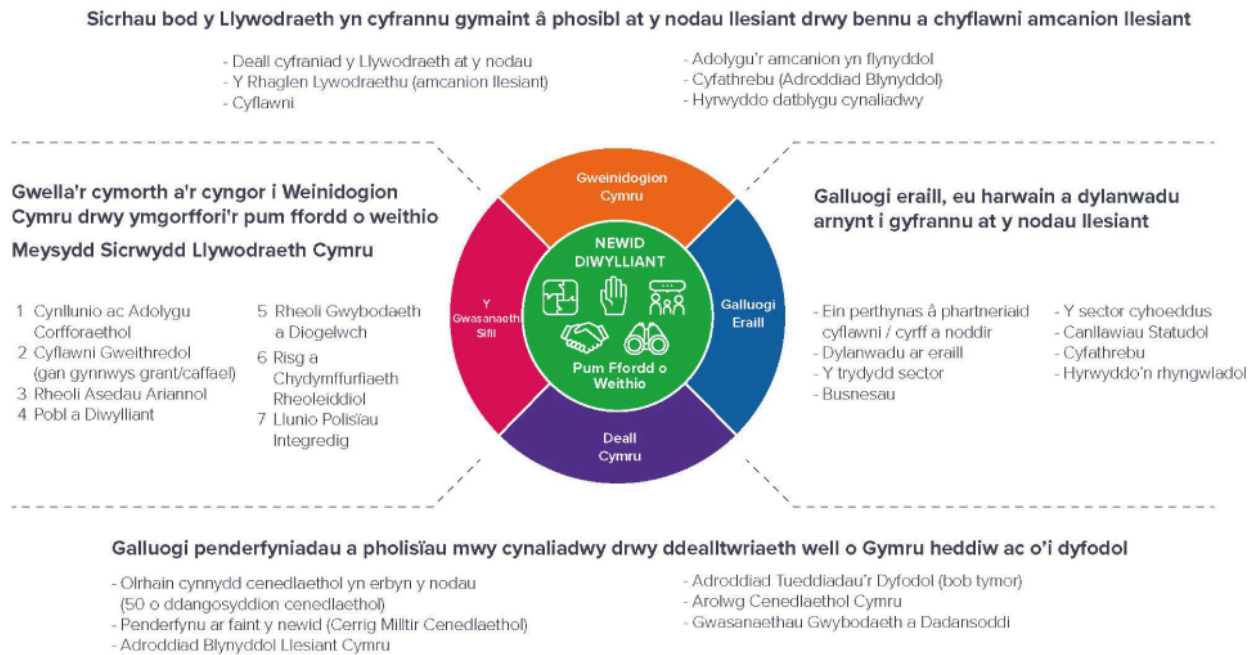 Sicrhau bod y Llywodraeth yn cyfrannu gymaint â phosibl at y nodau llesiant drwy bennu a chyflawni amcanion llesiant
- Deall cyfraniad y Llywodraeth at y nodau
- Y Rhaglen Lywodraethu (amcanion llesiant)
- Cyflawni
- Adolygu'r amcanion yn flynyddol
- Cyfathrebu (Adroddiad Blynyddol)
- Hyrwyddo datblygu cynaliadwy
Gwella'r cymorth a'r cyngor i Weinidogion
Cymru drwy ymgorffori'r pum ffordd o weithio
Meysydd Sicrwydd Llywodraeth Cymru
1 Cynllunio ac Adolygu
Corfforaethol
2 Cyflawni Gweithredol
(gan gynnwys grant/caffael)
3 Rheoli Asedau Ariannol
4 Pobl a Diwylliant
5 Rheoli Gwybodaeth
a Diogelwch
6 Risg a
Chydymffurfiaeth
Rheoleiddiol
7 Llunio Polisïau
Integredig
Gweinidogion
Cymru
Y
Gwasanaeth
Sifil
NEWID
DIWYLLIANT
Pum Ffordd o
Weithio
Galluogi
Eraill
Deall
Cymru
Galluogi eraill, eu harwain a dylanwadu
arnynt i gyfrannu at y nodau llesiant
- Ein perthynas â phartneriaid
cyflawni / cyrff a noddir
- Dylanwadu ar eraill
- Y trydydd sector
- Busnesau
- Y sector cyhoeddus
- Canllawiau Statudol
- Cyfathrebu
- Hyrwyddo'n rhyngwladol
Galluogi penderfyniadau a pholisïau mwy cynaliadwy drwy ddealltwriaeth well o Gymru heddiw ac o'i dyfodol
- Olrhain cynnydd cenedlaethol yn erbyn y nodau
(50 o ddangosyddion cenedlaethol)
- Penderfynu ar faint y newid (Cerrig Milltir Cenedlaethol)
- Adroddiad Blynyddol Llesiant Cymru
- Adroddiad Tueddiadau'r Dyfodol (bob tymor)
- Arolwg Cenedlaethol Cymru
- Gwasanaethau Gwybodaeth a Dadansoddi